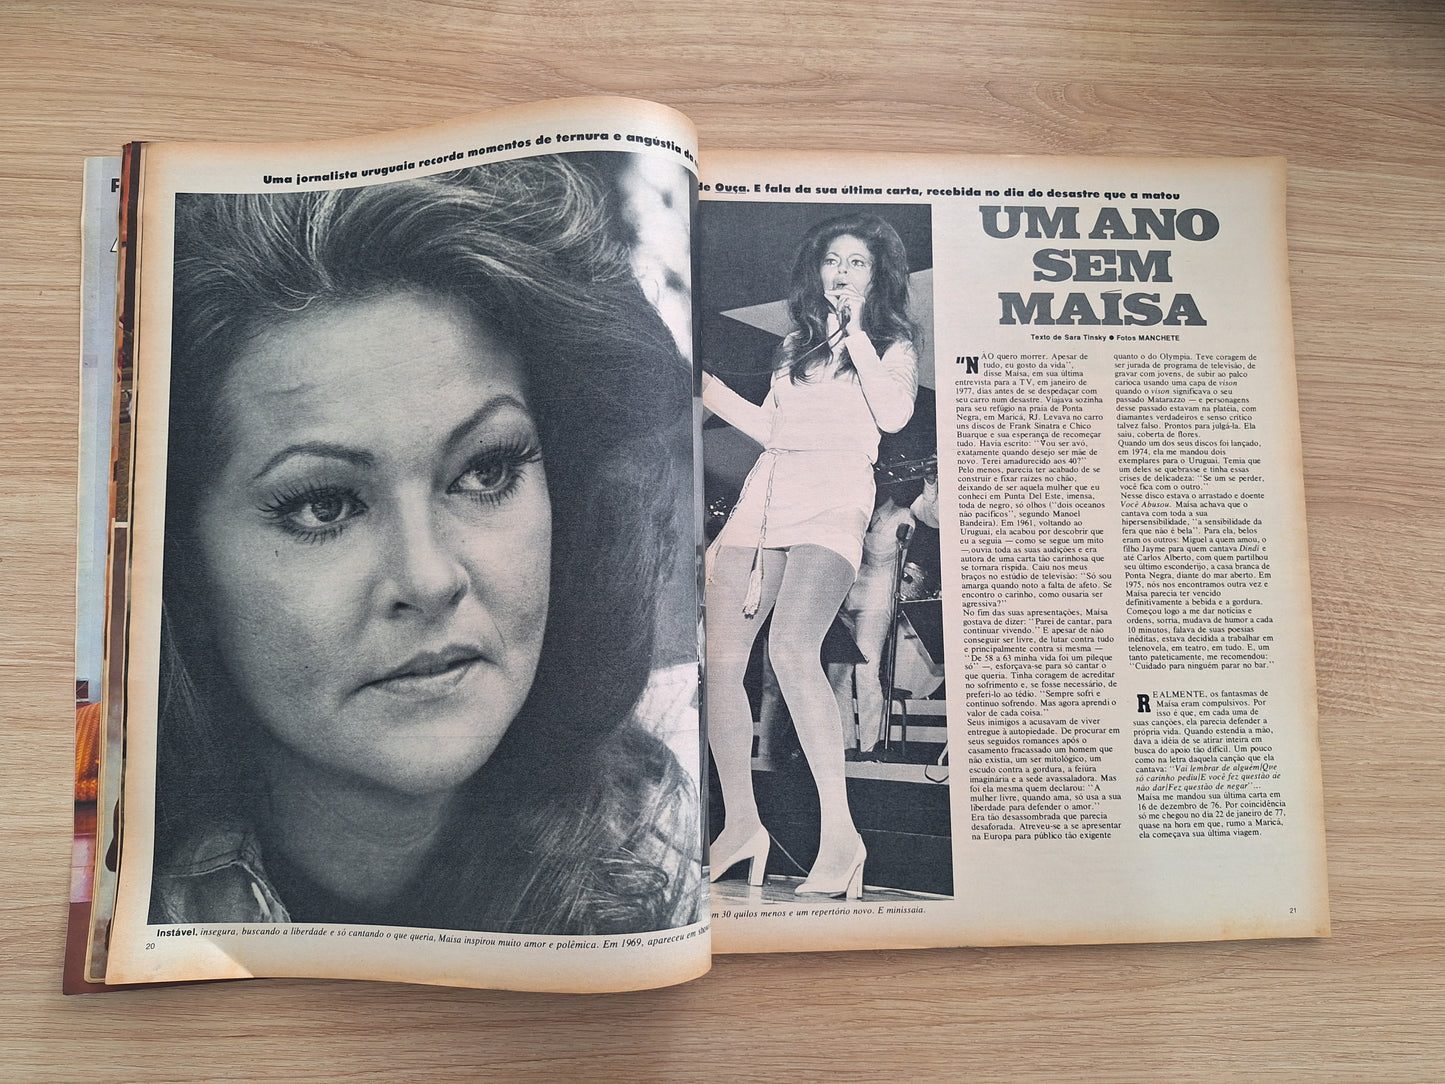 Uma jornalista uruguaia recorda momentos de ternura e angústia da
de Ouça. E fala da sua última carta, recebida no dia do desastre que a matou
UM ANO
SEM
MAÍSA
Texto de Sara Tinsky ● Fotos MANCHETE
"NÃO quero morrer. Apesar de
tudo, eu gosto da vida'',
disse Maísa, em sua última
entrevista para a TV, em janeiro de
1977, dias antes de se despedaçar com
seu carro num desastre. Viajava sozinha
para seu refúgio na praia de Ponta
Negra, em Maricá, RJ. Levava no carro
uns discos de Frank Sinatra e Chico
Buarque e sua esperança de recomeçar
tudo. Havia escrito: ''Vou ser avó,
exatamente quando desejo ser mãe de
novo. Terei amadurecido aos 40?''
Pelo menos, parecia ter acabado de se
construir e fixar raízes no chão,
deixando de ser aquela mulher que eu
conheci em Punta Del Este, imensa,
toda de negro, só olhos (''dois oceanos
não pacíficos'', segundo Manoel
Bandeira). Em 1961, voltando ao
Uruguai, ela acabou por descobrir que
eu a seguia — como se segue um mito
—, ouvia toda as suas audições e era
autora de uma carta tão carinhosa que
se tornara ríspida. Caiu nos meus
braços no estúdio de televisão: ''Só sou
amarga quando noto a falta de afeto. Se
encontro o carinho, como ousaria ser
agressiva?''
No fim das suas apresentações, Maísa
gostava de dizer: ''Parei de cantar, para
continuar vivendo.'' E apesar de não
conseguir ser livre, de lutar contra tudo
e principalmente contra si mesma —
''De 58 a 63 minha vida foi um pileque
só'' —, esforçava-se para só cantar o
que queria. Tinha coragem de acreditar
no sofrimento e, se fosse necessário, de
preferi-lo ao tédio. ''Sempre sofri e
continuo sofrendo. Mas agora aprendi o
valor de cada coisa.''
Seus inimigos a acusavam de viver
entregue à autopiedade. De procurar em
seus seguidos romances após o
casamento fracassado um homem que
não existia, um ser mitológico, um
escudo contra a gordura, a feiúra
imaginária e a sede avassaladora. Mas
foi ela mesma quem declarou: ''A
mulher livre, quando ama, só usa a sua
liberdade para defender o amor.''
Era tão desassombrada que parecia
desaforada. Atreveu-se a se apresentar
na Europa para público tão exigente
quanto o do Olympia. Teve coragem de
ser jurada de programa de televisão, de
gravar com jovens, de subir ao palco
carioca usando uma capa de vison
quando o vison significava o seu
passado Matarazzo — e personagens
desse passado estavam na platéia, com
diamantes verdadeiros e senso crítico
talvez falso. Prontos para julgá-la. Ela
saiu, coberta de flores.
Quando um dos seus discos foi lançado,
em 1974, ela me mandou dois
exemplares para o Uruguai. Temia que
um deles se quebrasse e tinha essas
crises de delicadeza: ''Se um se perder,
você fica com o outro.''
Nesse disco estava o arrastado e doente
Você Abusou. Maísa achava que o
cantava com toda a sua
hipersensibilidade, ''a sensibilidade da
fera que não é bela''. Para ela, belos
eram os outros: Miguel a quem amou, o
filho Jayme para quem cantava Dindi e
até Carlos Alberto, com quem partilhou
seu último esconderijo, a casa branca de
Ponta Negra, diante do mar aberto. Em
1975, nós nos encontramos outra vez e
Maísa parecia ter vencido
definitivamente a bebida e a gordura.
Começou logo a me dar notícias e
ordens, sorria, mudava de humor a cada
10 minutos, falava de suas poesias
inéditas, estava decidida a trabalhar em
telenovela, em teatro, em tudo. E, um
tanto pateticamente, me recomendou:
''Cuidado para ninguém parar no bar.''
REALMENTE, os fantasmas de
Maísa eram compulsivos. Por
isso é que, em cada uma de
suas canções, ela parecia defender a
própria vida. Quando estendia a mão,
dava a idéia de se atirar inteira em
busca do apoio tão difícil. Um pouco
como na letra daquela canção que ela
cantava: ''Vai lembrar de alguém/Que
só carinho pediu/E você fez questão de
não dar/Fez questão de negar''...
Maísa me mandou sua última carta em
16 de dezembro de 76. Por coincidência
só me chegou no dia 22 de janeiro de 77,
quase na hora em que, rumo a Maricá,
ela começava sua última viagem.
Instável, insegura, buscando a liberdade e só cantando o que queria, Maísa inspirou muito amor e polêmica. Em 1969, apareceu em show
m 30 quilos menos e um repertório novo. E minissaia.
20
21